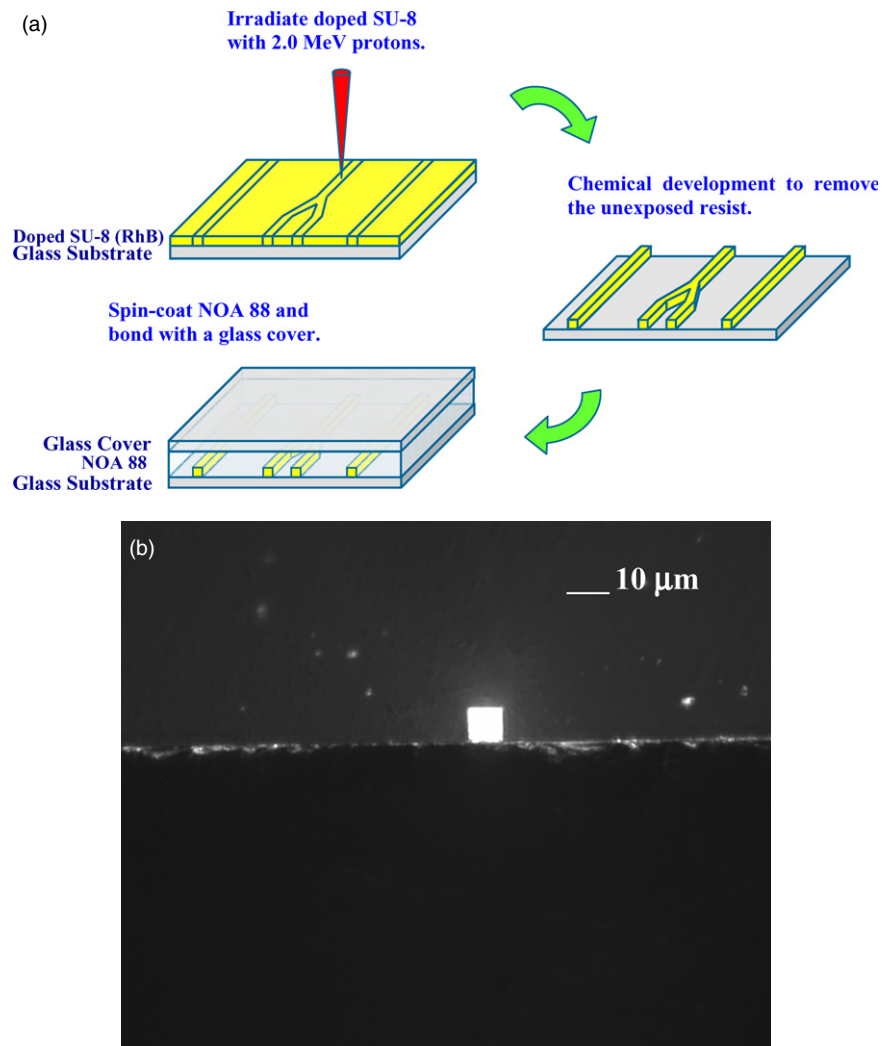 (a)
Irradiate doped SU-8
with 2.0 MeV protons.
Chemical development to remove
the unexposed resist.
Doped SU-8 (RhB)
Glass Substrate
Spin-coat NOA 88 and
bond with a glass cover.
Glass Cover
NOA 88
Glass Substrate
(b)
10 μm